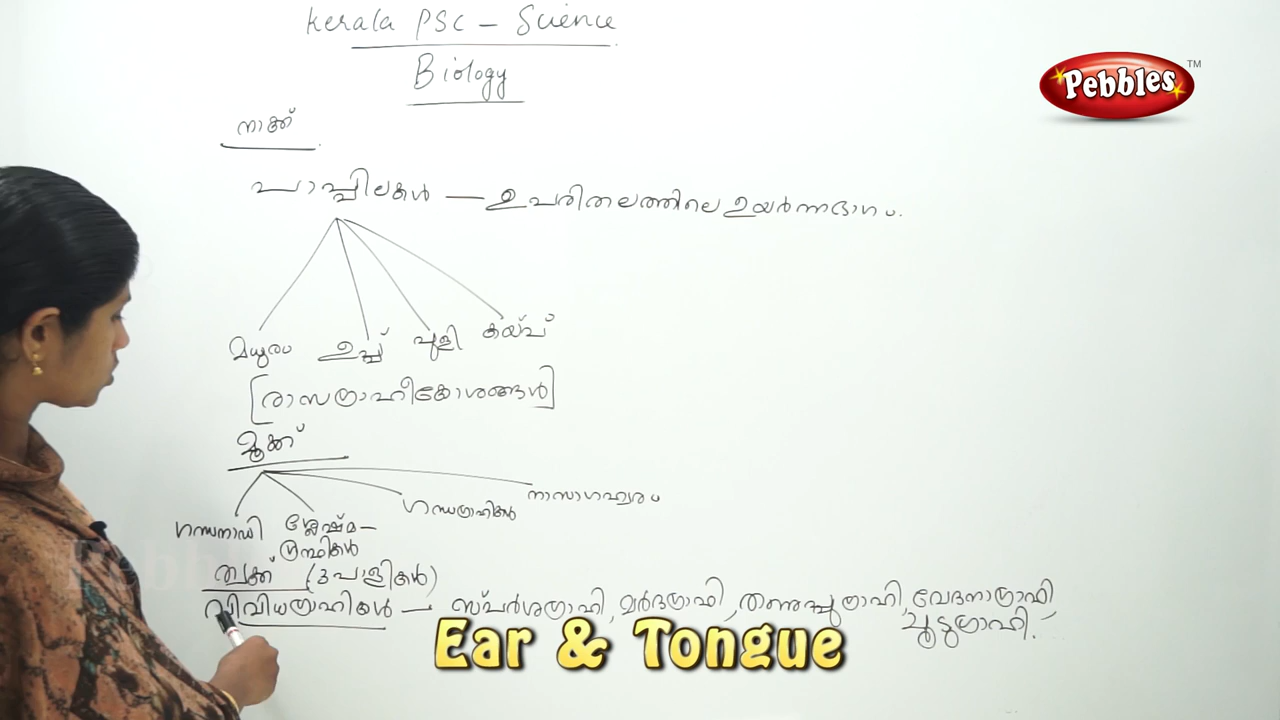 Kerala PSC - Science
Biology
Pebbles TM
നാക്ക്
പാപ്പിലകൾ — ഉപരിതലത്തിലെ ഉയർന്നഭാഗം.
മധുരം ഉപ്പ് പുളി കയ്പ്
[രാസഗ്രാഹീകോശങ്ങൾ]
മൂക്ക്
ഗന്ധനാഡി ശ്ലേഷ്മ- ഗന്ധഗ്രാഹികൾ നാസാഗഹ്വരം
ഗ്രന്ഥികൾ
ത്വക്ക് (3 പാളികൾ)
വിവിധഗ്രാഹികൾ — സ്പർശഗ്രാഹി, മർദഗ്രാഹി, തണുപ്പുഗ്രാഹി, വേദനാഗ്രാഹി
ചൂടുഗ്രാഹി.
Ear & Tongue